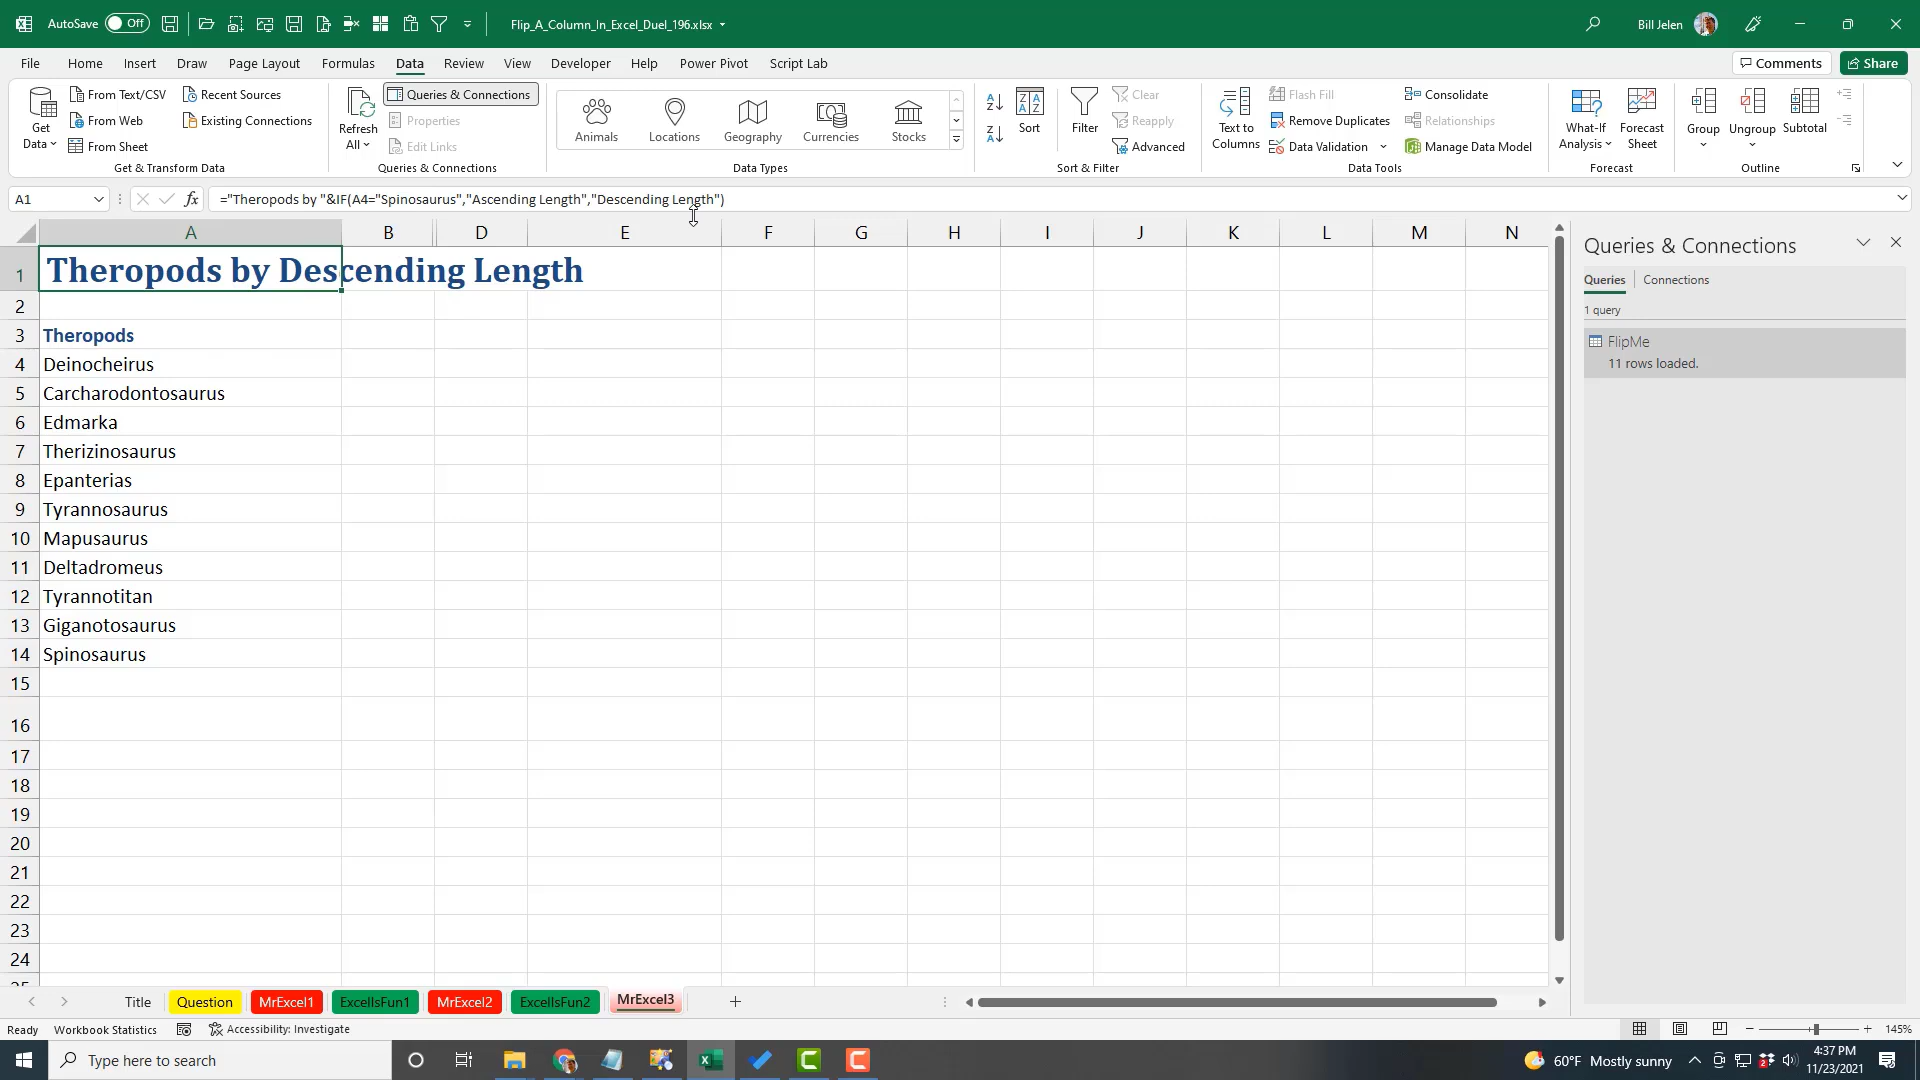 AutoSave Off
Flip_A_Column_In_Excel_Duel_196.xlsx
Bill Jelen
File Home Insert Draw Page Layout Formulas Data Review View Developer Help Power Pivot Script Lab
Comments
Share
Get Data
From Text/CSV
From Web
From Sheet
Recent Sources
Existing Connections
Get & Transform Data
Refresh All
Queries & Connections
Properties
Edit Links
Queries & Connections
Animals
Locations
Geography
Currencies
Stocks
Data Types
Sort
Filter
Clear
Reapply
Advanced
Sort & Filter
Text to Columns
Flash Fill
Remove Duplicates
Data Validation
Consolidate
Relationships
Manage Data Model
Data Tools
What-If Analysis
Forecast Sheet
Forecast
Group
Ungroup
Subtotal
Outline
A1
fx
="Theropods by "&IF(A4="Spinosaurus","Ascending Length","Descending Length")
A B D E F G H I J K L M N
1 Theropods by Descending Length
2
3 Theropods
4 Deinocheirus
5 Carcharodontosaurus
6 Edmarka
7 Therizinosaurus
8 Epanterias
9 Tyrannosaurus
10 Mapusaurus
11 Deltadromeus
12 Tyrannotitan
13 Giganotosaurus
14 Spinosaurus
15
16
17
18
19
20
21
22
23
24
Queries & Connections
Queries Connections
1 query
FlipMe
11 rows loaded.
Title Question MrExcel1 ExcelIsFun1 MrExcel2 ExcelIsFun2 MrExcel3
Ready Workbook Statistics Accessibility: Investigate
145%
Type here to search
60°F Mostly sunny
4:37 PM
11/23/2021